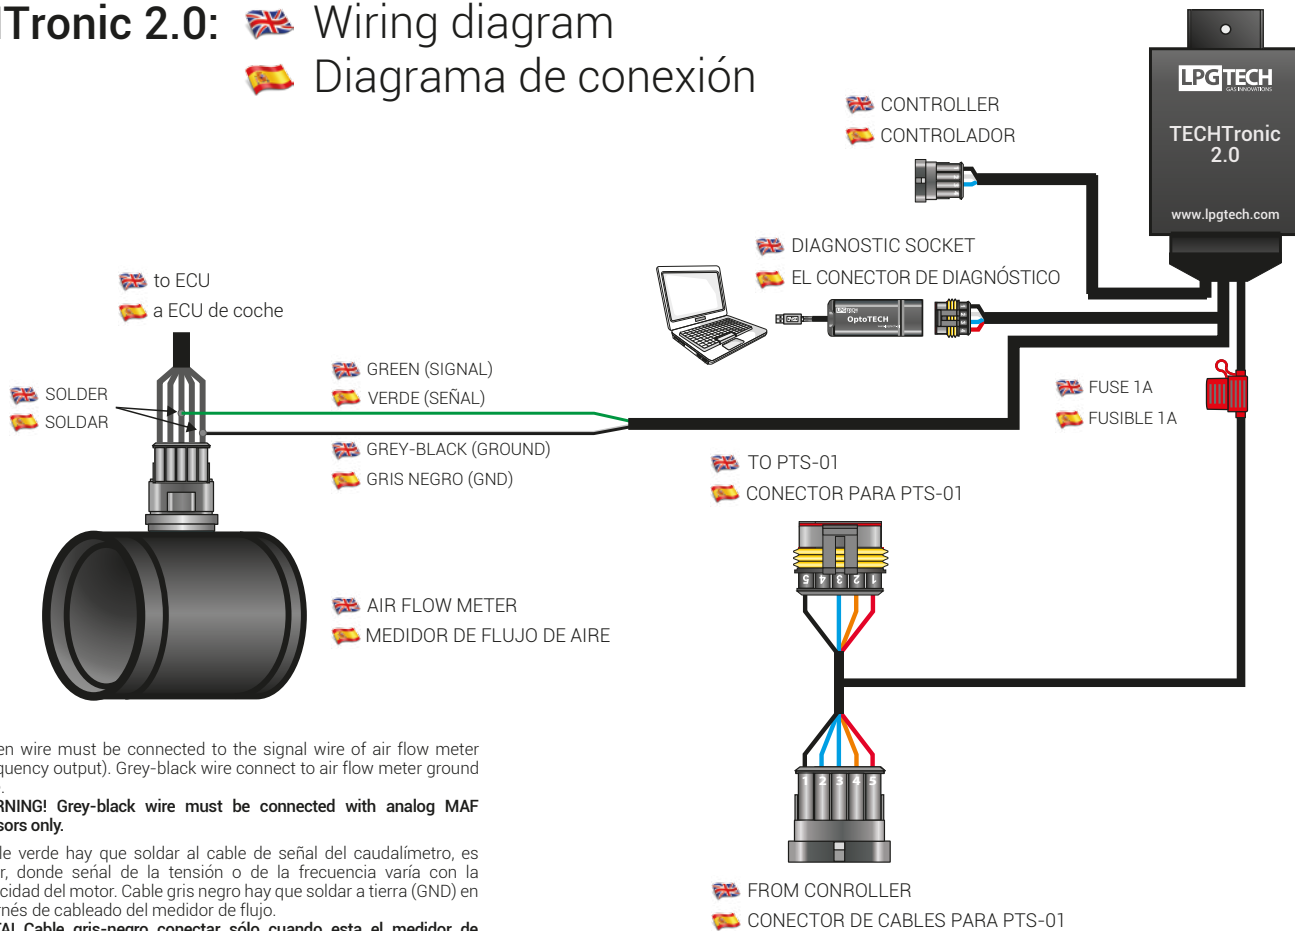 Tronic 2.0:
Wiring diagram
Diagrama de conexión
LPGTECH
GAS INNOVATIONS
TECHTronic
2.0
www.lpgtech.com
CONTROLLER
CONTROLADOR
DIAGNOSTIC SOCKET
EL CONECTOR DE DIAGNÓSTICO
OptoTECH
to ECU
a ECU de coche
SOLDER
SOLDAR
GREEN (SIGNAL)
VERDE (SEÑAL)
GREY-BLACK (GROUND)
GRIS NEGRO (GND)
FUSE 1A
FUSIBLE 1A
TO PTS-01
CONECTOR PARA PTS-01
5 4 3 2 1
AIR FLOW METER
MEDIDOR DE FLUJO DE AIRE
1 2 3 4 5
FROM CONROLLER
CONECTOR DE CABLES PARA PTS-01
en wire must be connected to the signal wire of air flow meter
quency output). Grey-black wire connect to air flow meter ground
.
RNING! Grey-black wire must be connected with analog MAF
sors only.
le verde hay que soldar al cable de señal del caudalímetro, es
r, donde señal de la tensión o de la frecuencia varía con la
cidad del motor. Cable gris negro hay que soldar a tierra (GND) en
rnés de cableado del medidor de flujo.
Cable gris-negro conectar sólo cuando esta el medidor de